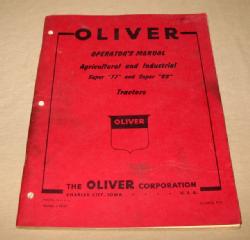 OLIVER
OPERATOR'S MANUAL
Agricultural and Industrial
Super "77" and Super "88"
Tractors
OLIVER
THE OLIVER CORPORATION
CHARLES CITY, IOWA U.S.A.